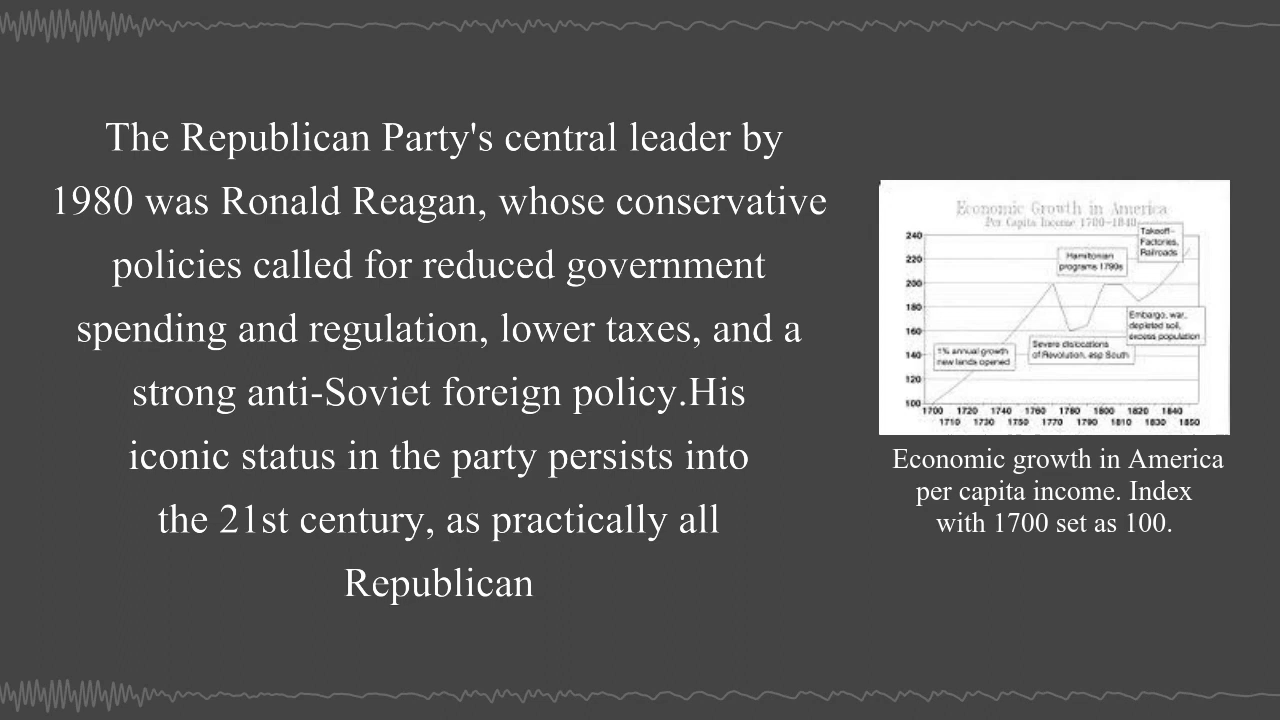 The Republican Party's central leader by
1980 was Ronald Reagan, whose conservative
policies called for reduced government
spending and regulation, lower taxes, and a
strong anti-Soviet foreign policy.His
iconic status in the party persists into
the 21st century, as practically all
Republican
Economic Growth in America
Per Capita Income 1700-1840
240
220
200
180
160
140
120
100
Takeoff-
Factories,
Railroads
Hamiltonian
programs 1790s
Embargo, war,
depleted soil,
excess population
Severe dislocations
of Revolution, esp South
1% annual growth
new lands opened
1700 1720 1740 1760 1780 1800 1820 1840
1710 1730 1750 1770 1790 1810 1830 1850
Economic growth in America
per capita income. Index
with 1700 set as 100.